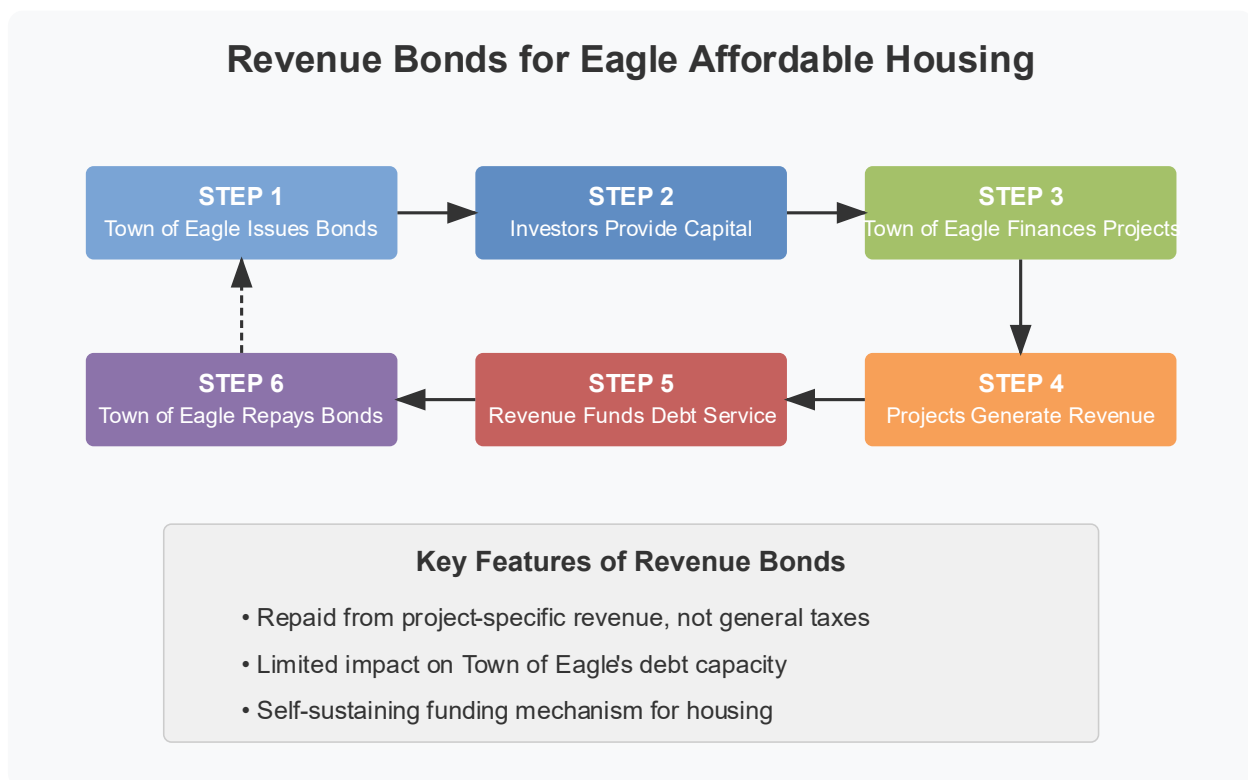 Revenue Bonds for Eagle Affordable Housing
STEP 1
Town of Eagle Issues Bonds
STEP 2
Investors Provide Capital
STEP 3
Town of Eagle Finances Projects
STEP 6
Town of Eagle Repays Bonds
STEP 5
Revenue Funds Debt Service
STEP 4
Projects Generate Revenue
Key Features of Revenue Bonds
• Repaid from project-specific revenue, not general taxes
• Limited impact on Town of Eagle's debt capacity
• Self-sustaining funding mechanism for housing